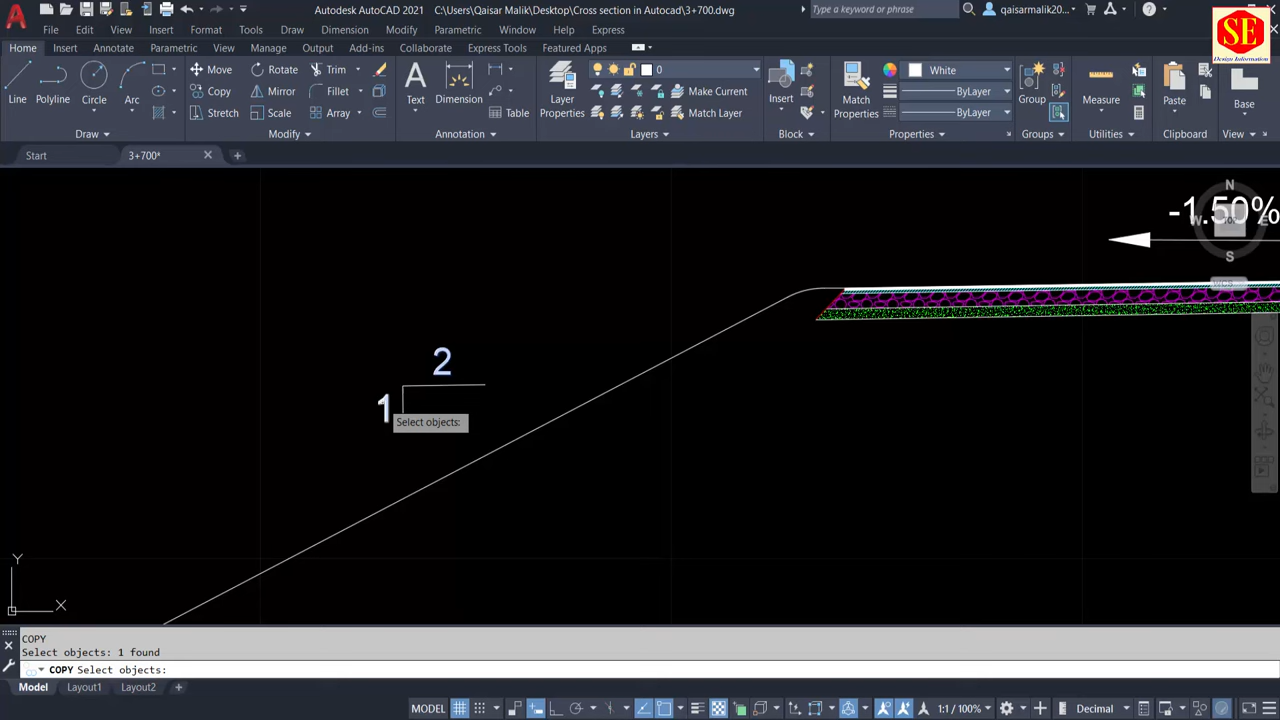 Autodesk AutoCAD 2021 C:\Users\Qaisar Malik\Desktop\Cross section in Autocad\3+700.dwg
Type a keyword or phrase
qaisarmalik20...
SE
Design Information
File Edit View Insert Format Tools Draw Dimension Modify Parametric Window Help Express
Home Insert Annotate Parametric View Manage Output Add-ins Collaborate Express Tools Featured Apps
Move Rotate Trim
0
White
Line Polyline Circle Arc
Copy Mirror Fillet
Text Dimension
Layer Properties
Make Current
Insert
Match Properties
ByLayer
Group
Measure
Paste
Base
Stretch Scale Array
Table
Match Layer
ByLayer
Draw Modify Annotation Layers Block Properties Groups Utilities Clipboard View
Start 3+700*
N
-1.50%
W E
S
2
1
Select objects:
Y
X
COPY
Select objects: 1 found
COPY Select objects:
Model Layout1 Layout2
MODEL 1:1 / 100% Decimal